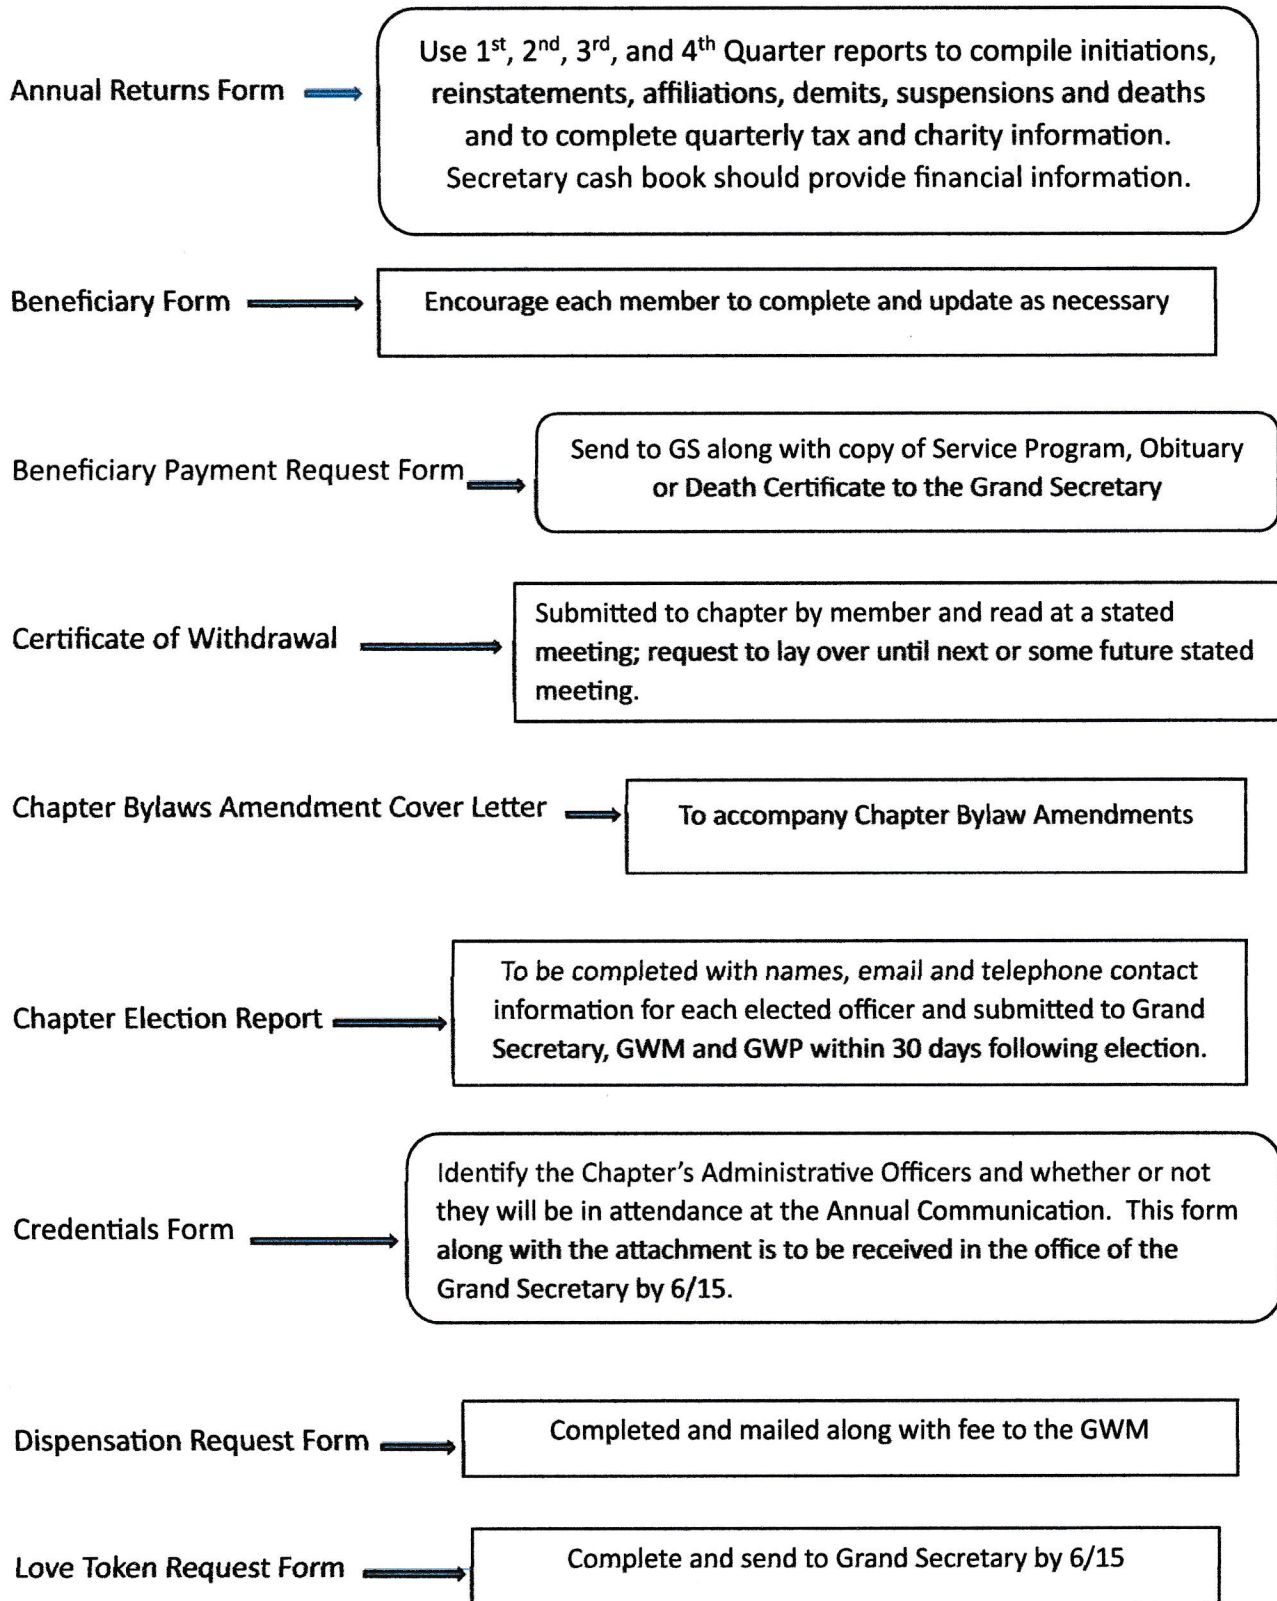 Annual Returns Form
Use 1st, 2nd, 3rd, and 4th Quarter reports to compile initiations,
reinstatements, affiliations, demits, suspensions and deaths
and to complete quarterly tax and charity information.
Secretary cash book should provide financial information.
Beneficiary Form
Encourage each member to complete and update as necessary
Beneficiary Payment Request Form
Send to GS along with copy of Service Program, Obituary
or Death Certificate to the Grand Secretary
Certificate of Withdrawal
Submitted to chapter by member and read at a stated
meeting; request to lay over until next or some future stated
meeting.
Chapter Bylaws Amendment Cover Letter
To accompany Chapter Bylaw Amendments
Chapter Election Report
To be completed with names, email and telephone contact
information for each elected officer and submitted to Grand
Secretary, GWM and GWP within 30 days following election.
Credentials Form
Identify the Chapter's Administrative Officers and whether or not
they will be in attendance at the Annual Communication.  This form
along with the attachment is to be received in the office of the
Grand Secretary by 6/15.
Dispensation Request Form
Completed and mailed along with fee to the GWM
Love Token Request Form
Complete and send to Grand Secretary by 6/15